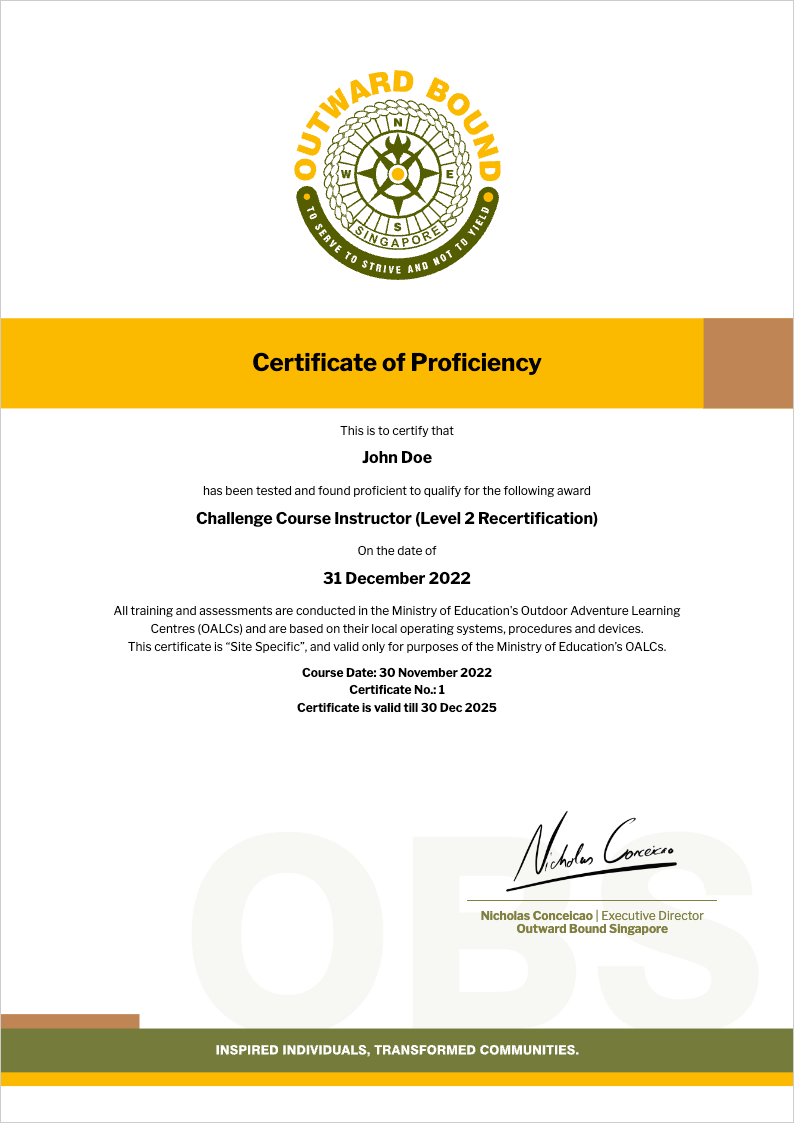 OUTWARD BOUND
N
W
E
S
SINGAPORE
TO SERVE TO STRIVE AND NOT TO YIELD
Certificate of Proficiency
This is to certify that
John Doe
has been tested and found proficient to qualify for the following award
Challenge Course Instructor (Level 2 Recertification)
On the date of
31 December 2022
All training and assessments are conducted in the Ministry of Education’s Outdoor Adventure Learning
Centres (OALCs) and are based on their local operating systems, procedures and devices.
This certificate is “Site Specific”, and valid only for purposes of the Ministry of Education’s OALCs.
Course Date: 30 November 2022
Certificate No.: 1
Certificate is valid till 30 Dec 2025
OBS
Nicholas Conceicao
Nicholas Conceicao | Executive Director
Outward Bound Singapore
INSPIRED INDIVIDUALS, TRANSFORMED COMMUNITIES.